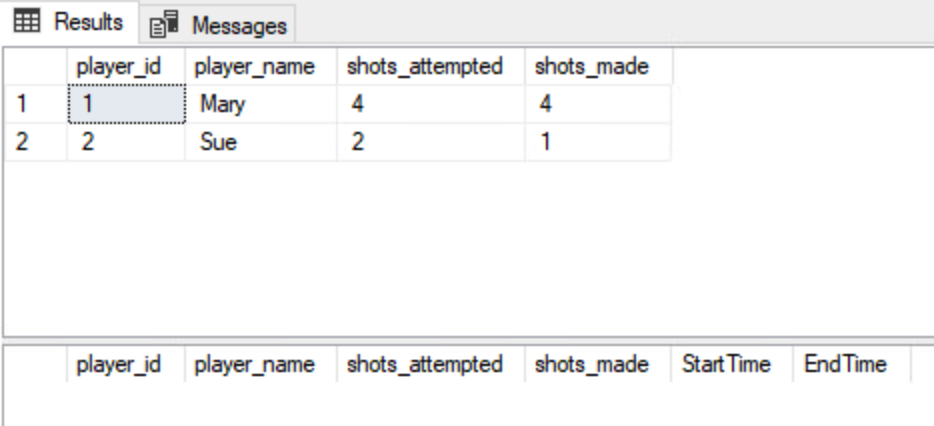 Results Messages
player_id player_name shots_attempted shots_made
1 1 Mary 4 4
2 2 Sue 2 1
player_id player_name shots_attempted shots_made StartTime EndTime